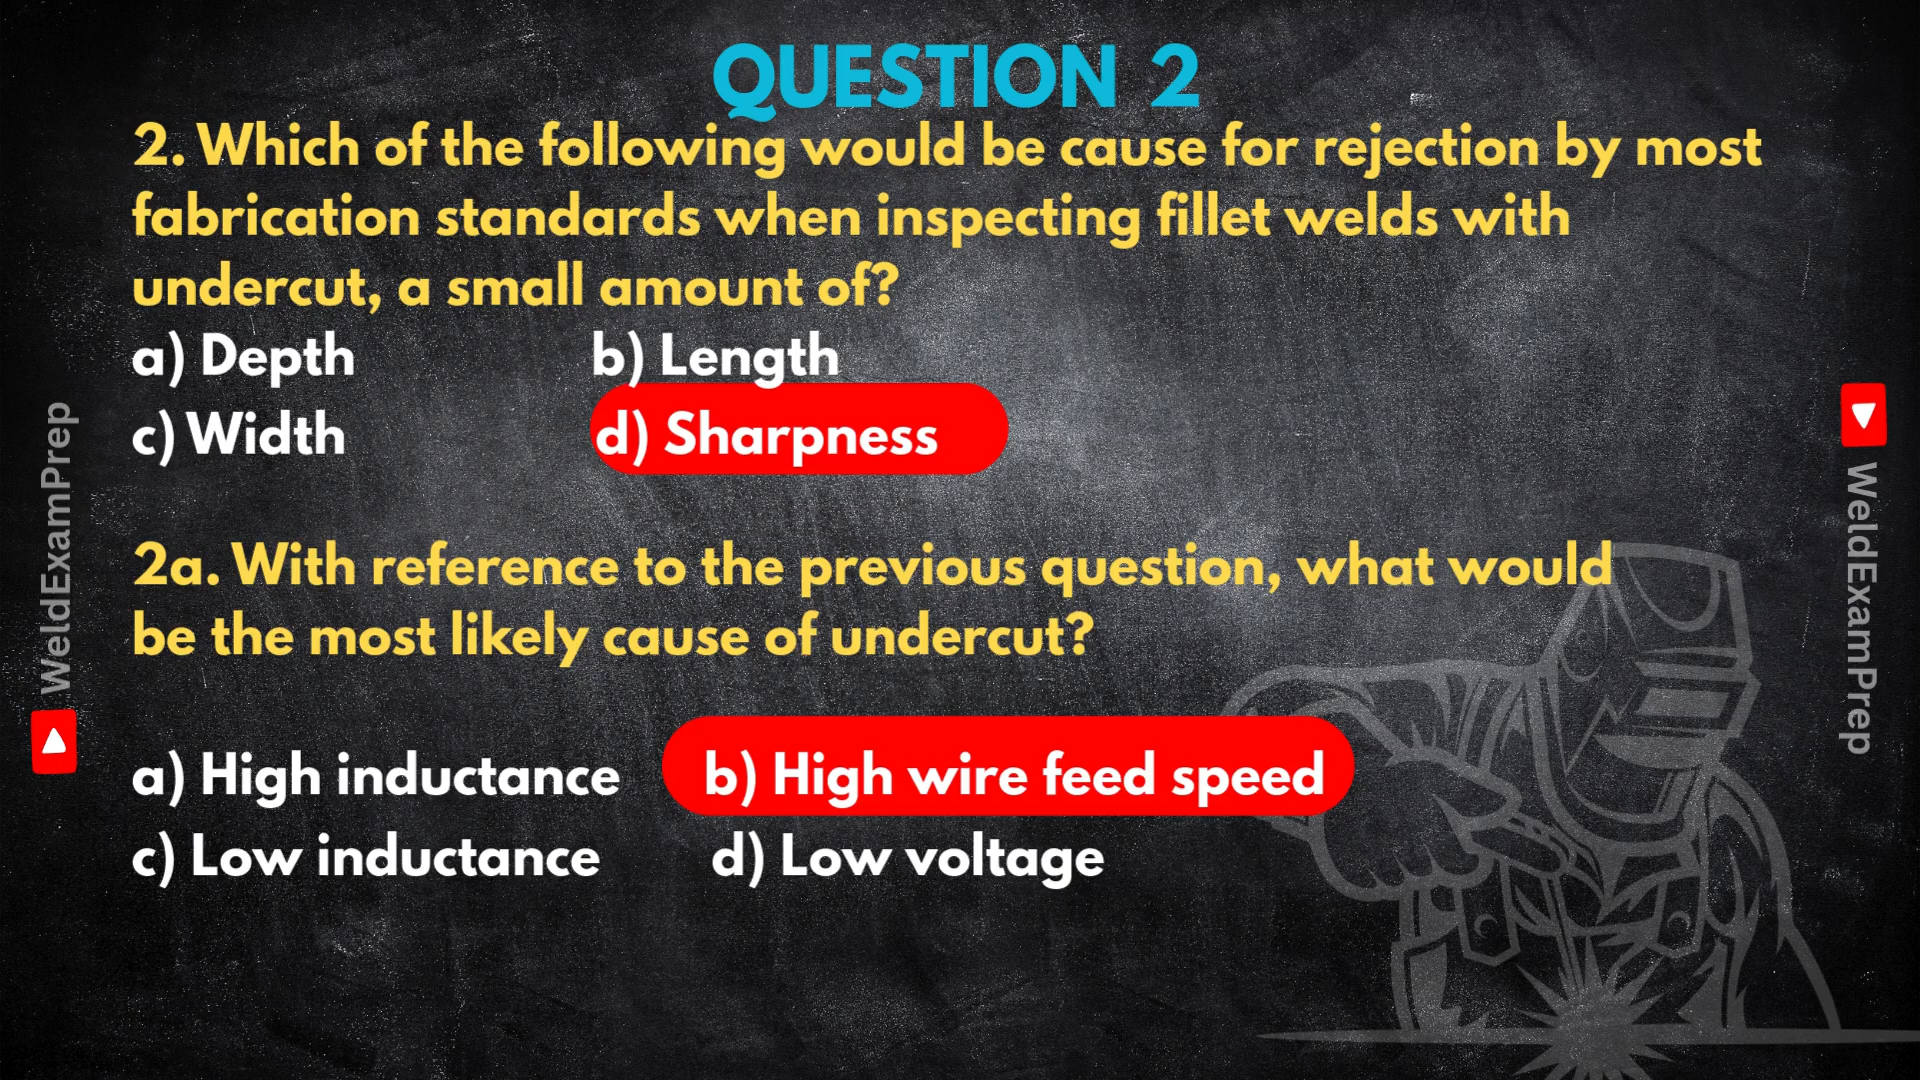 QUESTION 2
2. Which of the following would be cause for rejection by most
fabrication standards when inspecting fillet welds with
undercut, a small amount of?
a) Depth b) Length
c) Width d) Sharpness
2a. With reference to the previous question, what would
be the most likely cause of undercut?
a) High inductance b) High wire feed speed
c) Low inductance d) Low voltage
WeldExamPrep
WeldExamPrep